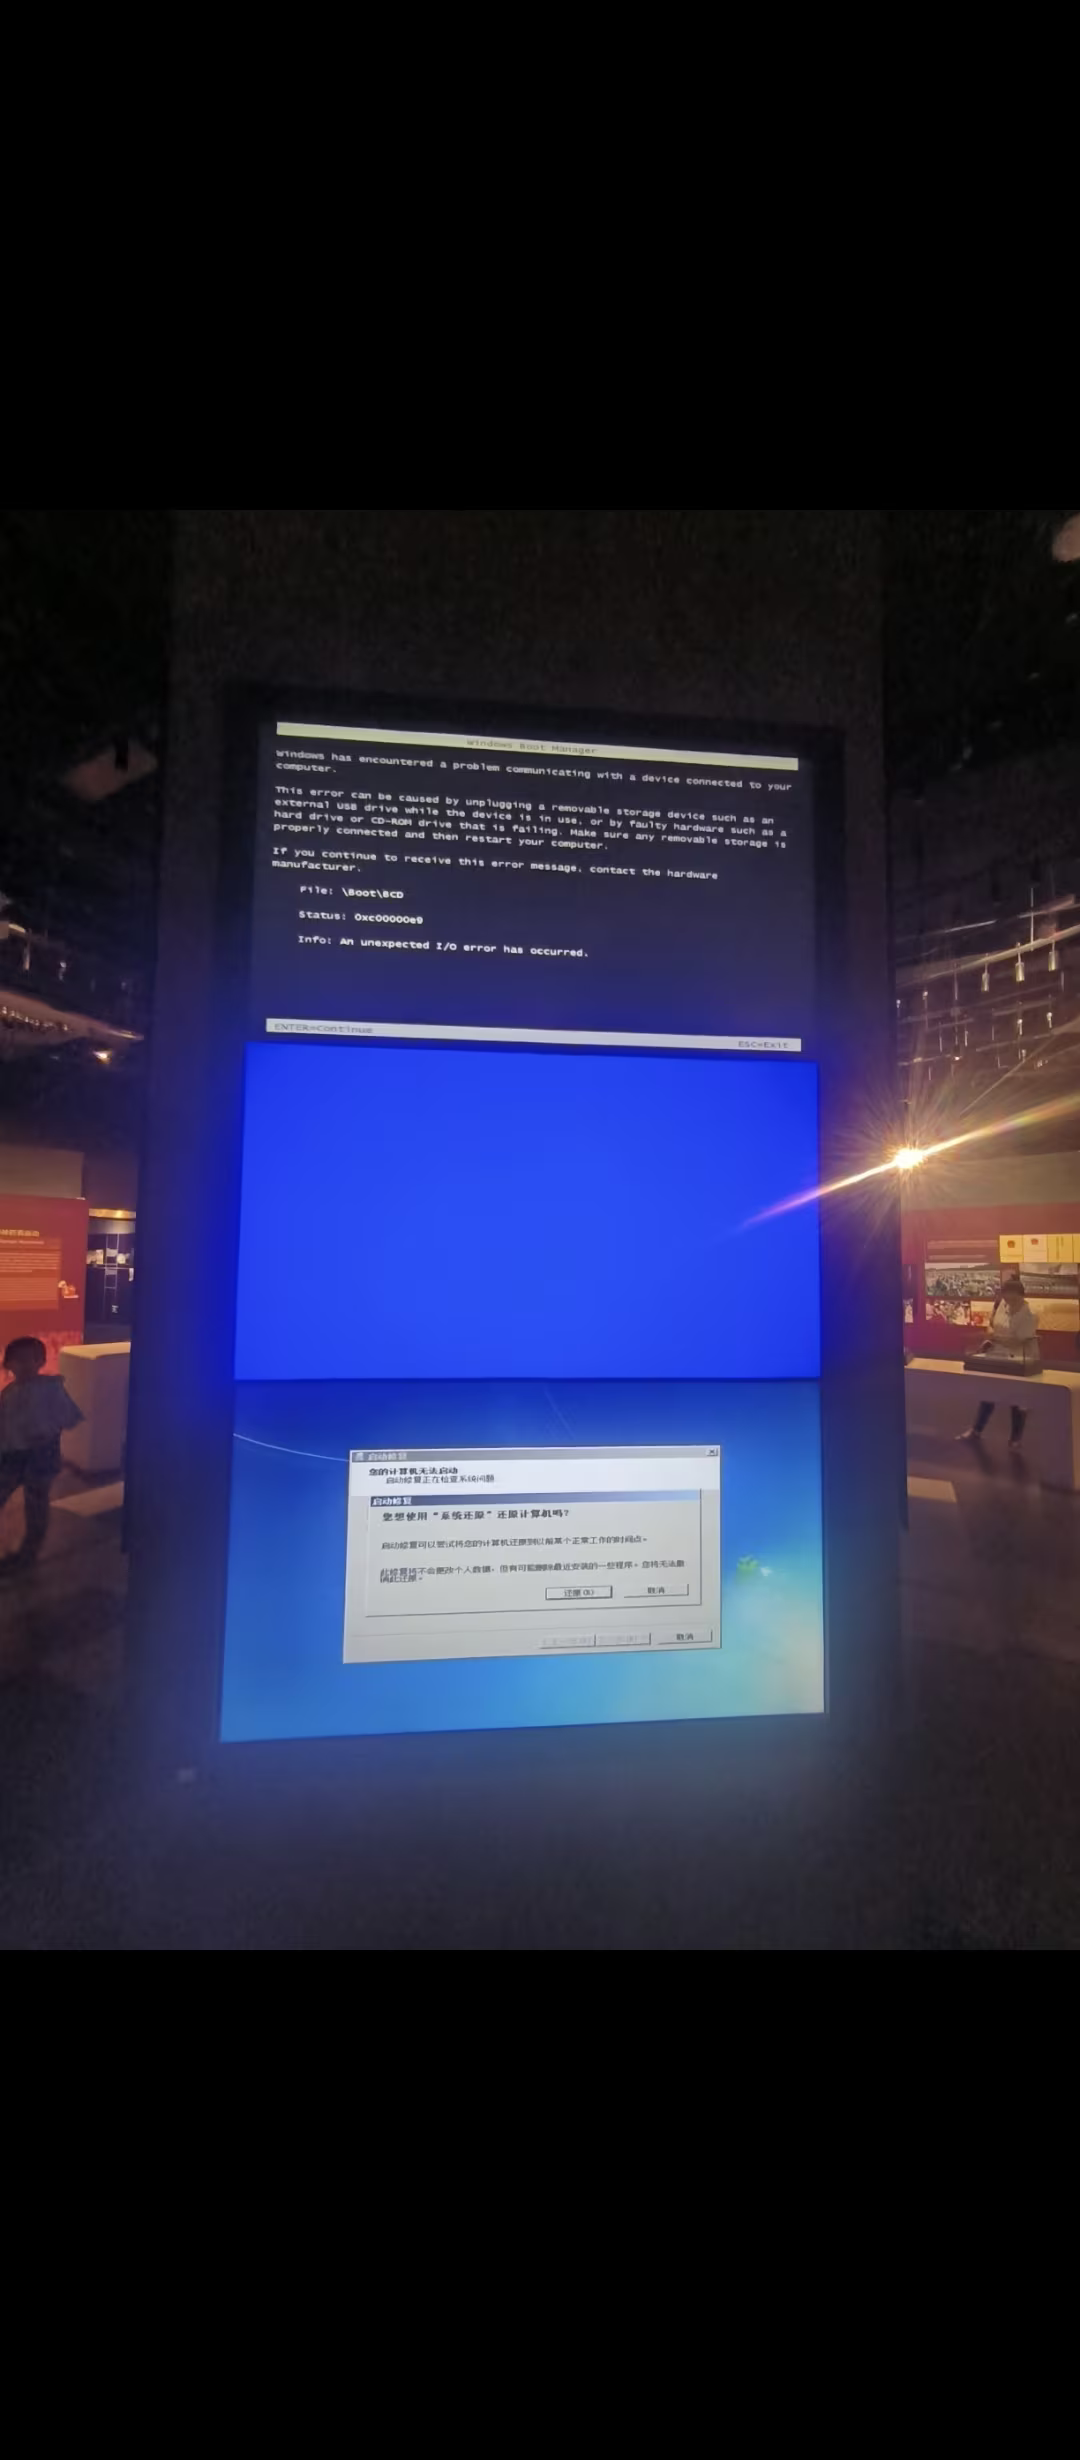 Windows Boot Manager
Windows has encountered a problem communicating with a device connected to your
computer.
This error can be caused by unplugging a removable storage device such as an
external USB drive while the device is in use, or by faulty hardware such as a
hard drive or CD-ROM drive that is failing. Make sure any removable storage is
properly connected and then restart your computer.
If you continue to receive this error message, contact the hardware
manufacturer.
File: \Boot\BCD
Status: 0xc00000e9
Info: An unexpected I/O error has occurred.
ENTER=Continue
ESC=Exit
启动修复
您的计算机无法启动
启动修复正在检查系统问题
启动修复
您想使用“系统还原”还原计算机吗?
启动修复可以尝试将您的计算机还原到以前某个正常工作的时间点。
此修复将不会更改个人数据，但有可能删除最近安装的一些程序。您将无法撤
销此还原。
还原(R)
取消
取消